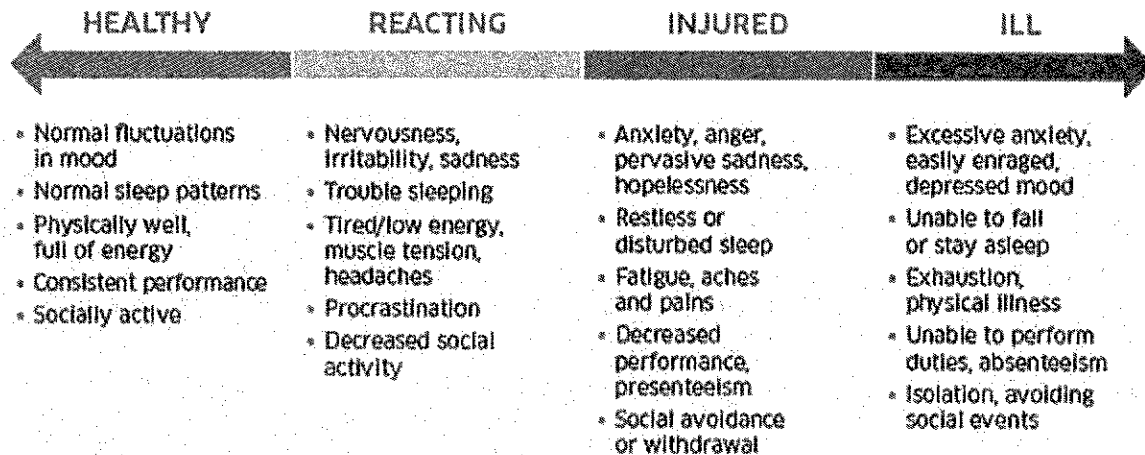 HEALTHY
REACTING
INJURED
ILL
• Normal fluctuations
in mood
• Normal sleep patterns
• Physically well,
full of energy
• Consistent performance
• Socially active
• Nervousness,
irritability, sadness
• Trouble sleeping
• Tired/low energy,
muscle tension,
headaches
• Procrastination
• Decreased social
activity
• Anxiety, anger,
pervasive sadness,
hopelessness
• Restless or
disturbed sleep
• Fatigue, aches
and pains
• Decreased
performance,
presenteeism
• Social avoidance
or withdrawal
• Excessive anxiety,
easily enraged,
depressed mood
• Unable to fall
or stay asleep
• Exhaustion,
physical illness
• Unable to perform
duties, absenteeism
• Isolation, avoiding
social events